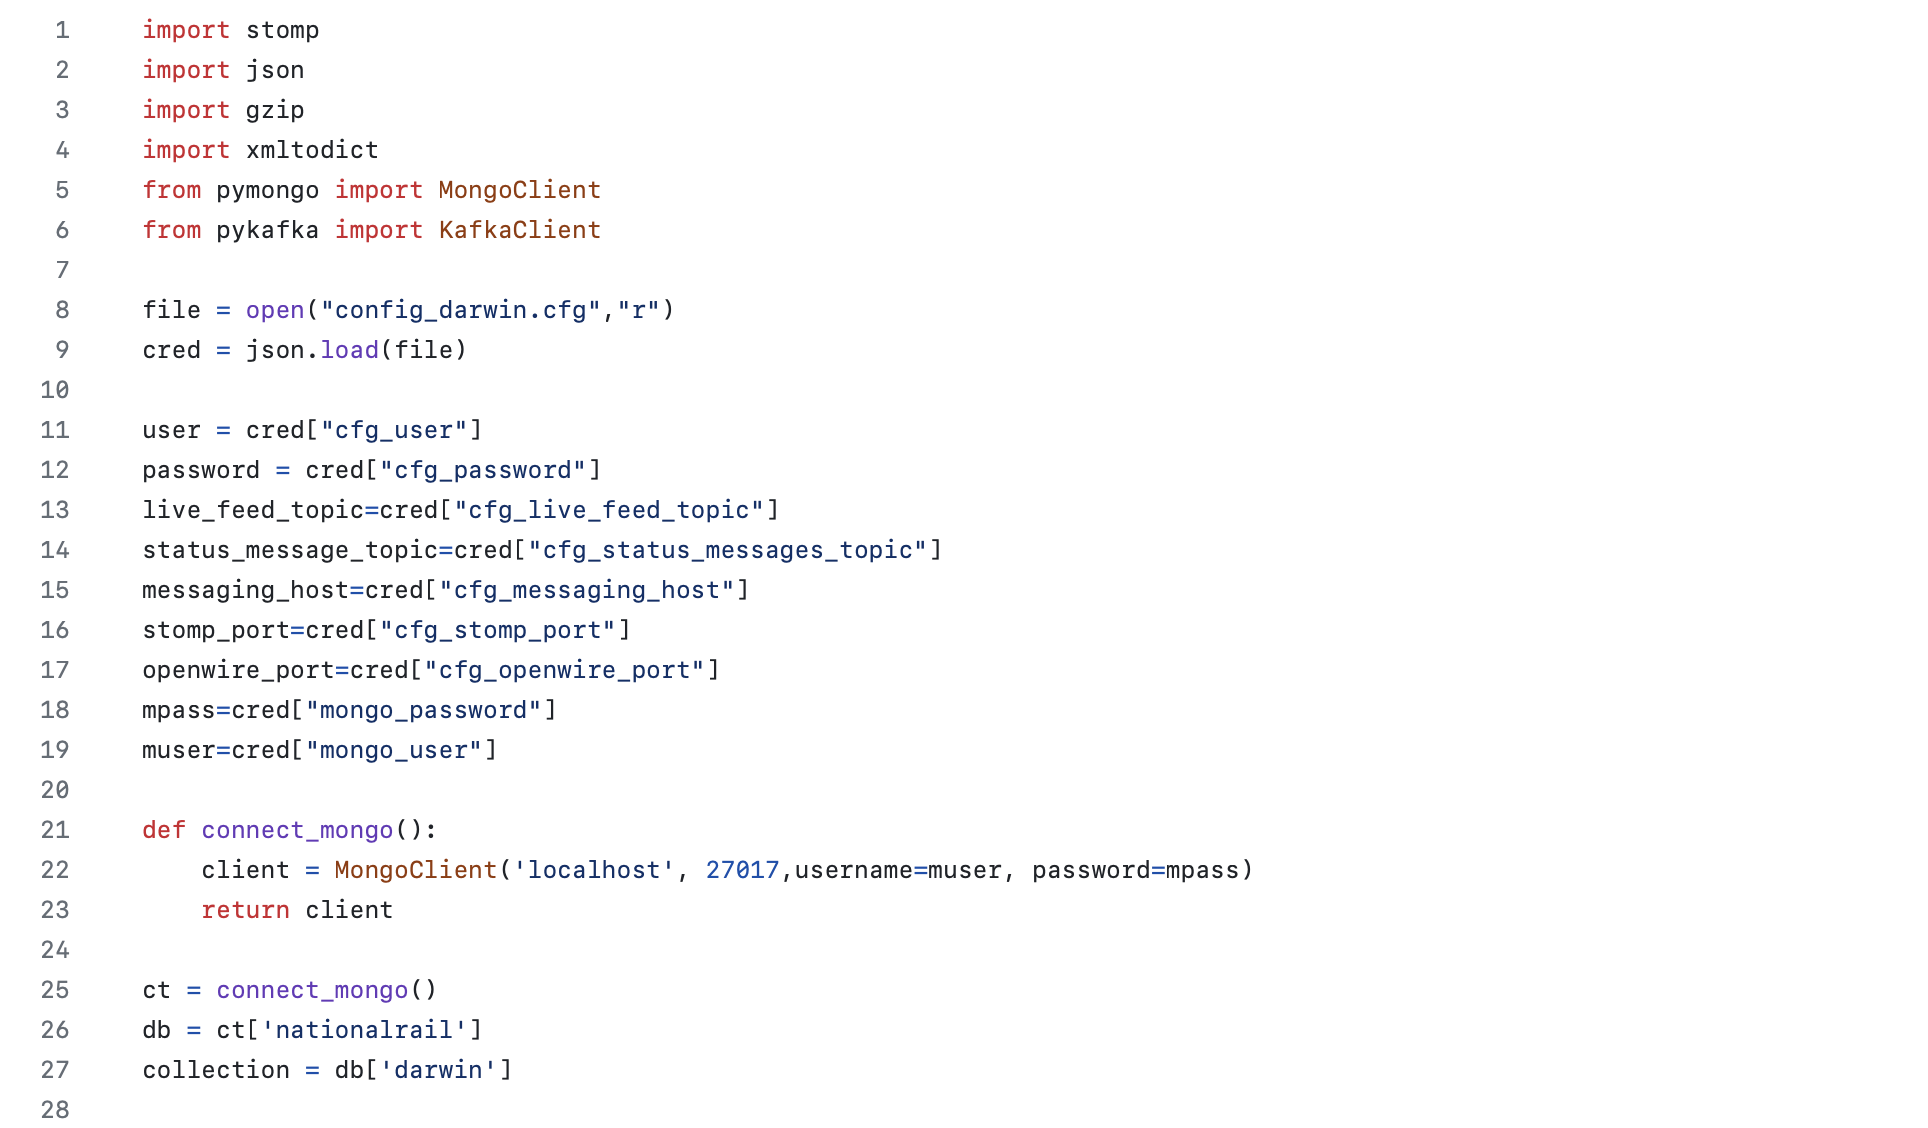 1 import stomp
2 import json
3 import gzip
4 import xmltodict
5 from pymongo import MongoClient
6 from pykafka import KafkaClient
7
8 file = open("config_darwin.cfg","r")
9 cred = json.load(file)
10
11 user = cred["cfg_user"]
12 password = cred["cfg_password"]
13 live_feed_topic=cred["cfg_live_feed_topic"]
14 status_message_topic=cred["cfg_status_messages_topic"]
15 messaging_host=cred["cfg_messaging_host"]
16 stomp_port=cred["cfg_stomp_port"]
17 openwire_port=cred["cfg_openwire_port"]
18 mpass=cred["mongo_password"]
19 muser=cred["mongo_user"]
20
21 def connect_mongo():
22     client = MongoClient('localhost', 27017,username=muser, password=mpass)
23     return client
24
25 ct = connect_mongo()
26 db = ct['nationalrail']
27 collection = db['darwin']
28